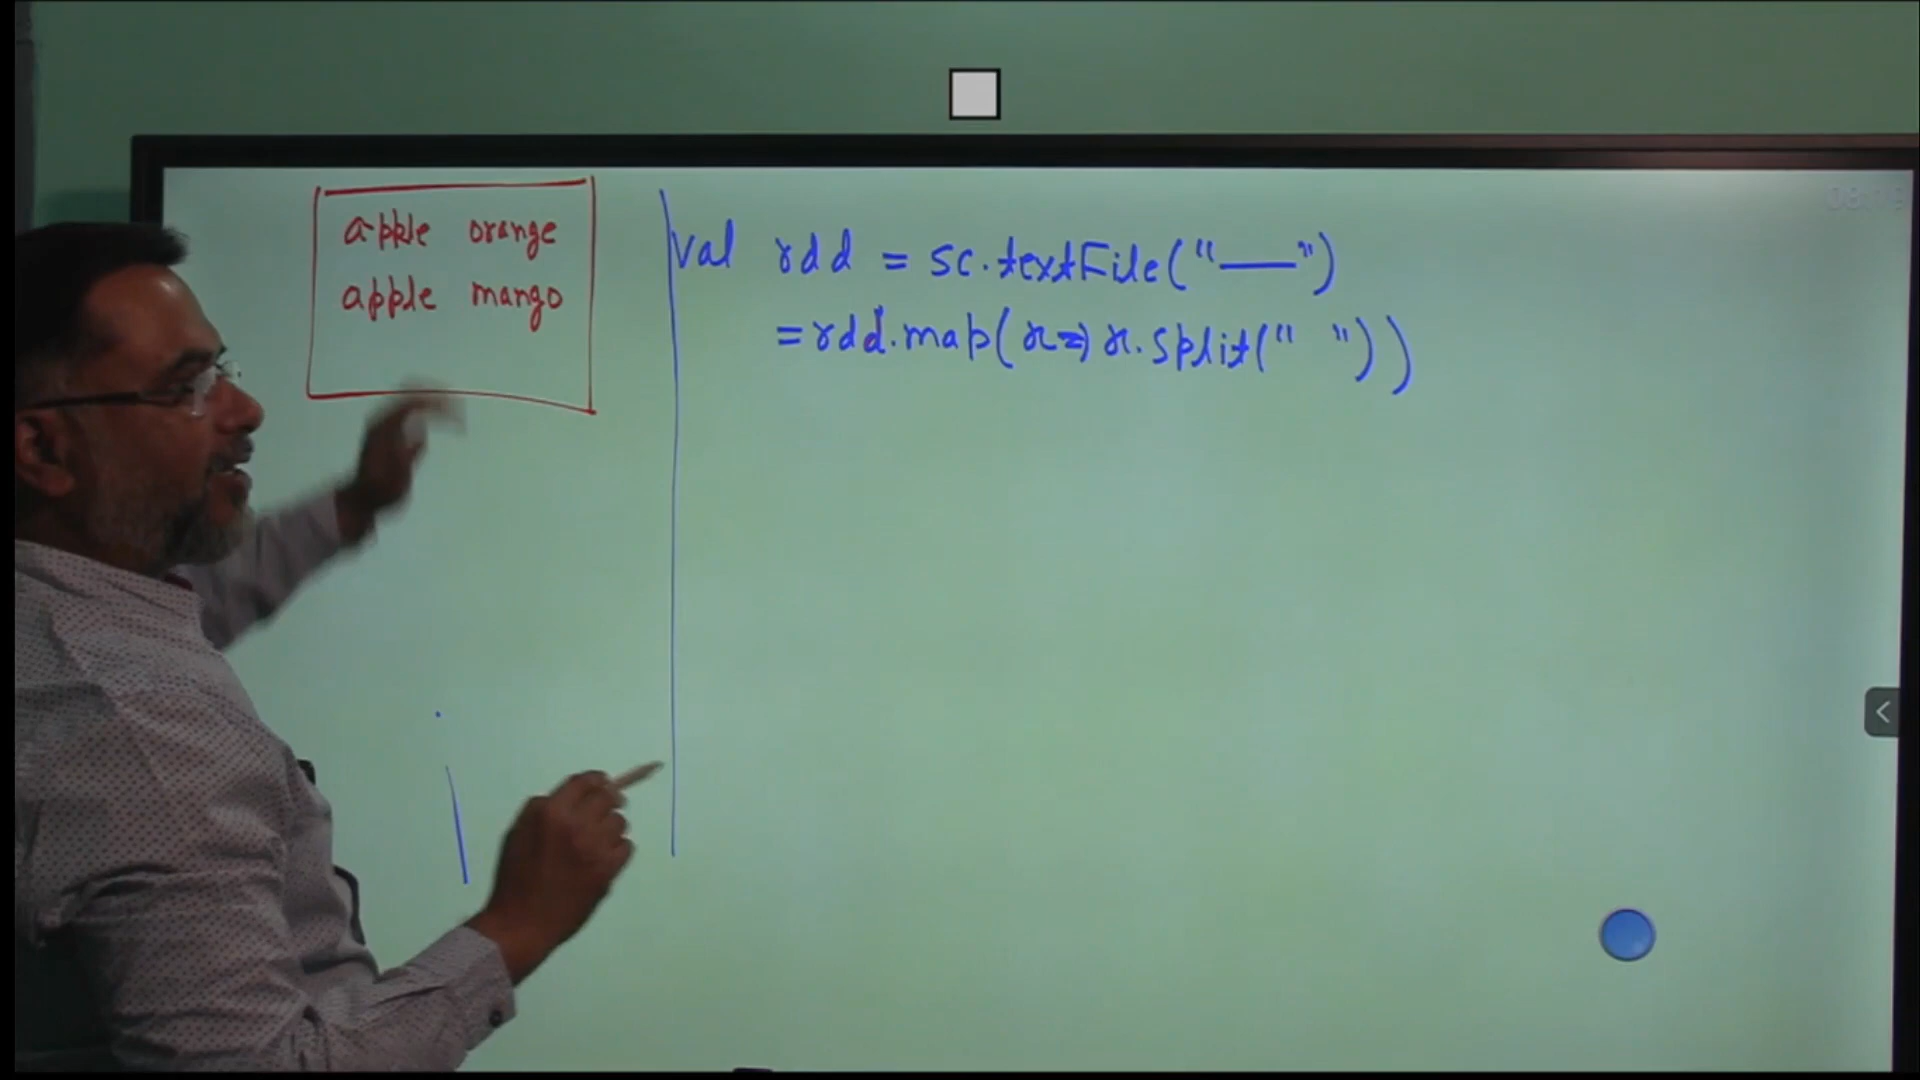 apple orange
apple mango
val rdd = sc.textFile("—")
=rdd.map(x=>x.split(" "))